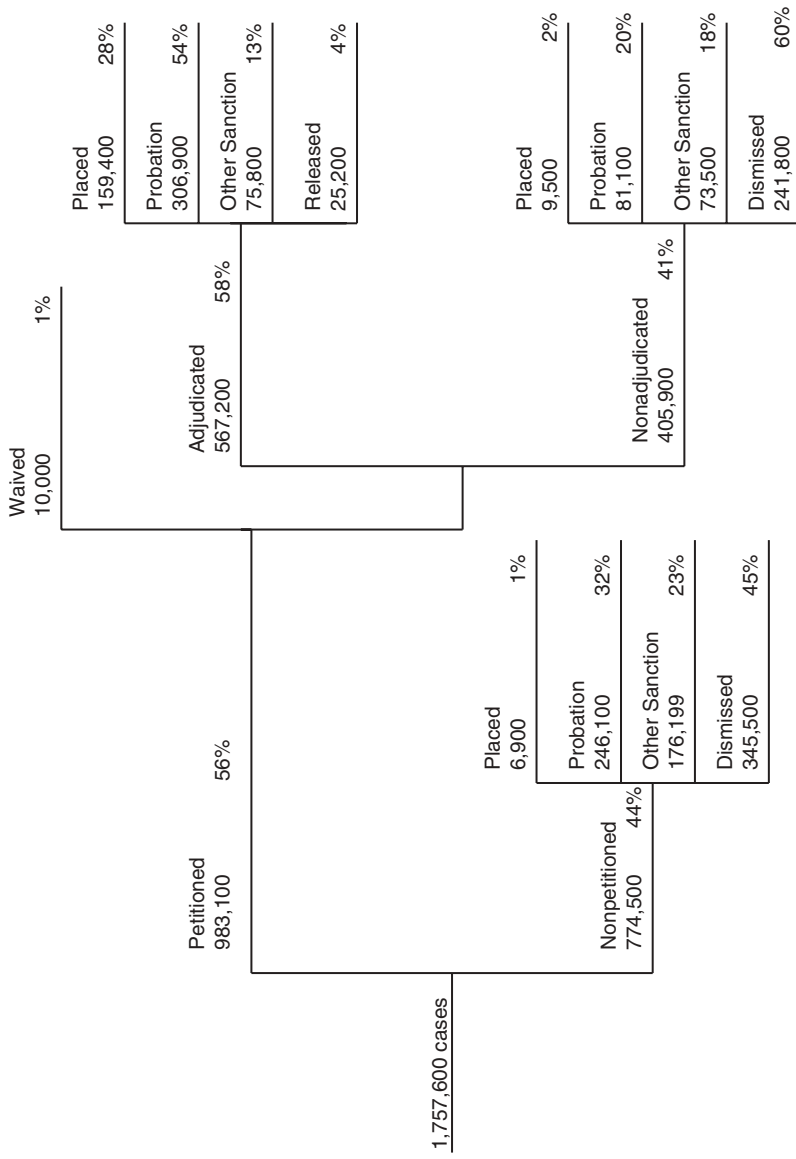 1,757,600 cases
Petitioned
983,100
56%
Nonpetitioned
774,500
44%
Placed
6,900
1%
Probation
246,100
32%
Other Sanction
176,199
23%
Dismissed
345,500
45%
Waived
10,000
1%
Adjudicated
567,200
58%
Nonadjudicated
405,900
41%
Placed
159,400
28%
Probation
306,900
54%
Other Sanction
75,800
13%
Released
25,200
4%
Placed
9,500
2%
Probation
81,100
20%
Other Sanction
73,500
18%
Dismissed
241,800
60%